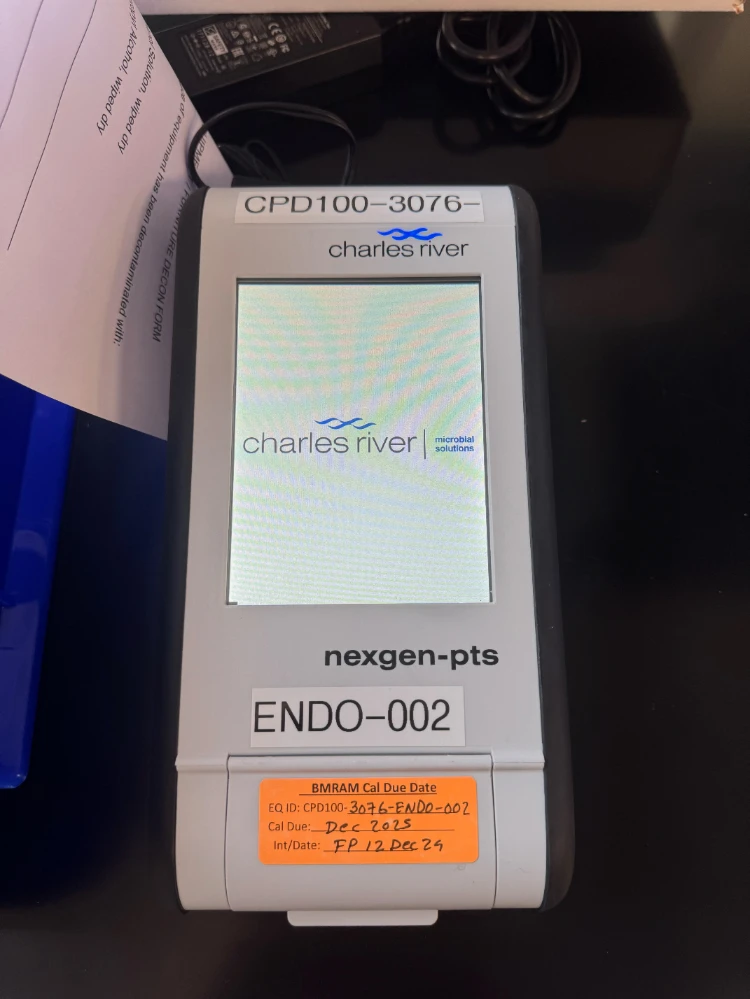 Alcohol, wiped dry
Solution, wiped dry
of equipment has been decontaminated with:
FURNITURE DECON FORM
CPD100-3076-
charles river
charles river | microbial
solutions
nexgen-pts
ENDO-002
BMRAM Cal Due Date
EQ ID: CPD100-3076-ENDO-002
Cal Due: Dec 2025
Int/Date: FP 12 Dec 24